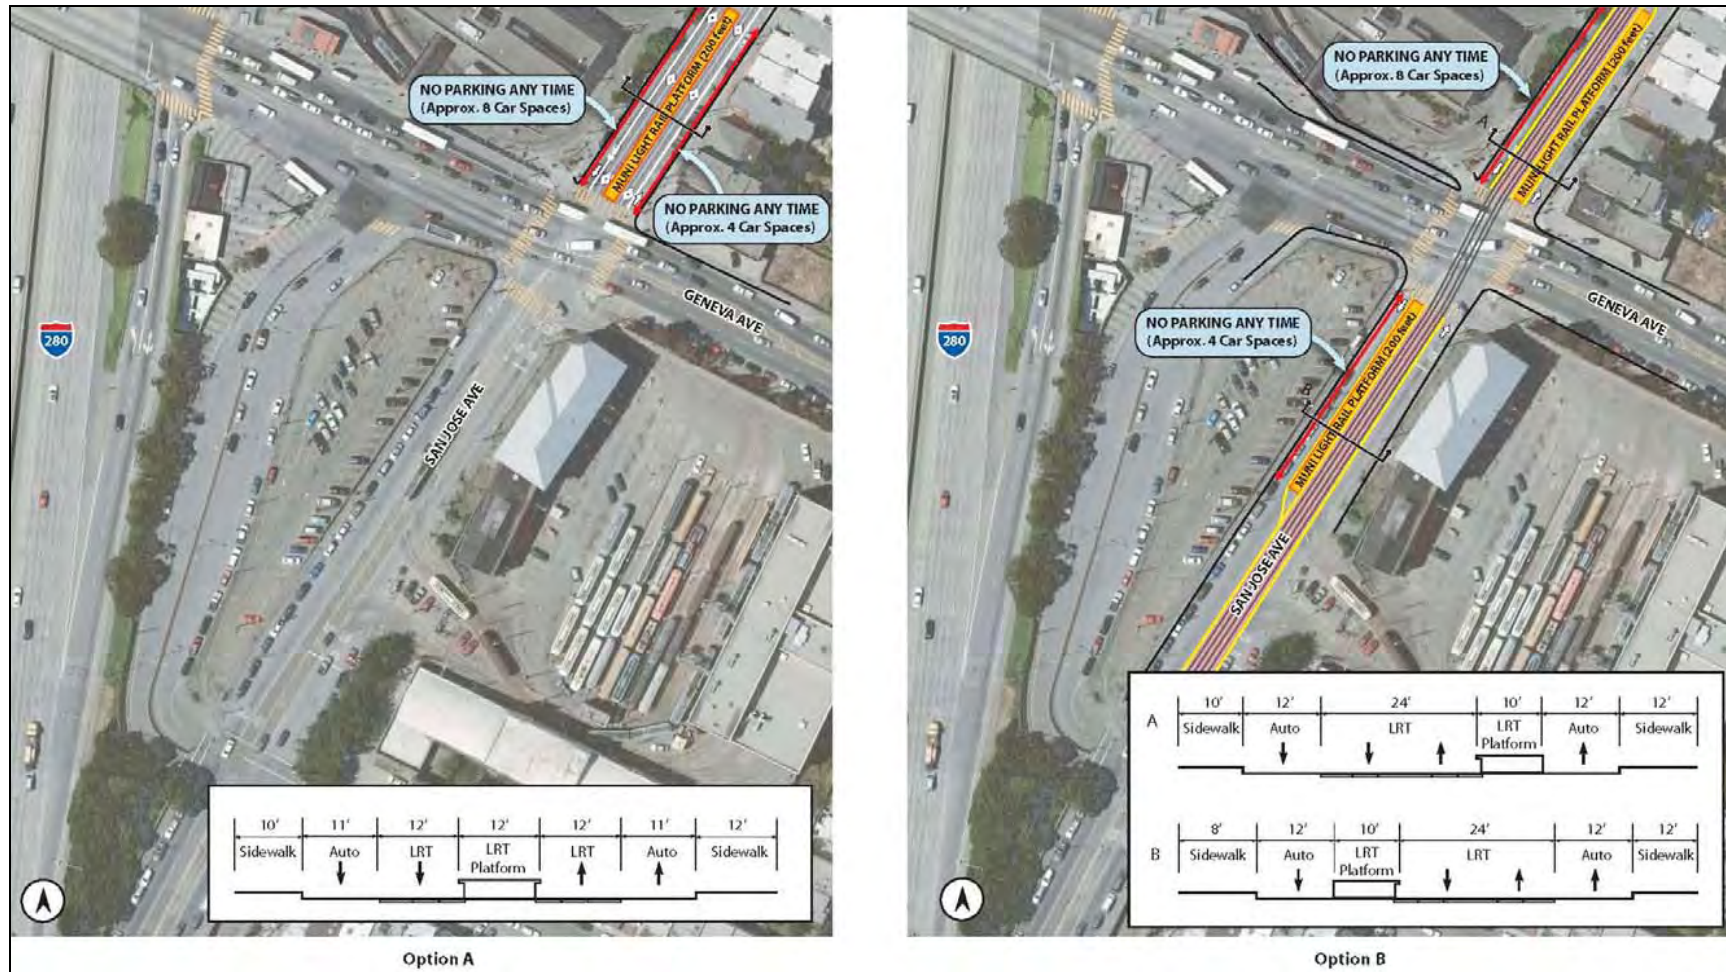 MUNI LIGHT RAIL PLATFORM (200 feet)
NO PARKING ANY TIME
(Approx. 8 Car Spaces)
NO PARKING ANY TIME
(Approx. 4 Car Spaces)
GENEVA AVE
280
SAN JOSE AVE
10' 11' 12' 12' 12' 11' 12'
Sidewalk Auto LRT LRT Platform LRT Auto Sidewalk
Option A
NO PARKING ANY TIME
(Approx. 8 Car Spaces)
MUNI LIGHT RAIL PLATFORM (200 feet)
A
GENEVA AVE
NO PARKING ANY TIME
(Approx. 4 Car Spaces)
280
MUNI LIGHT RAIL PLATFORM (200 feet)
B
SAN JOSE AVE
10' 12' 24' 10' 12' 12'
A Sidewalk Auto LRT LRT Platform Auto Sidewalk
8' 12' 10' 24' 12' 12'
B Sidewalk Auto LRT Platform LRT Auto Sidewalk
Option B